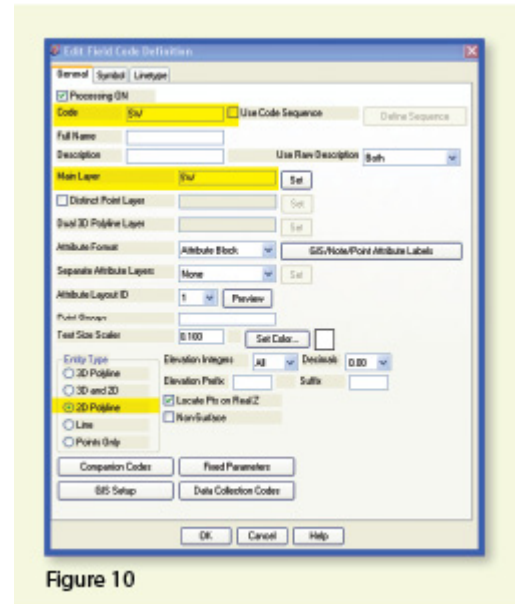 Edit Field Code Definition
General Symbol Linetype
Processing ON
Code SW Use Code Sequence Define Sequence
Full Name
Description Use Raw Description Both
Main Layer SW Set
Distinct Point Layer Set
Dual 3D Polyline Layer Set
Attribute Format Attribute Block GIS/Note/Point Attribute Labels
Separate Attribute Layers None Set
Attribute Layout ID 1 Preview
Point Group
Text Size Scaler 0.100 Set Color...
Entity Type Elevation Integers All Decimals 0.00
3D Polyline Elevation Prefix Suffix
3D and 2D Locate Pts on Real Z
2D Polyline Non-Surface
Line
Points Only
Companion Codes Fixed Parameters
GIS Setup Data Collection Codes
OK Cancel Help
Figure 10